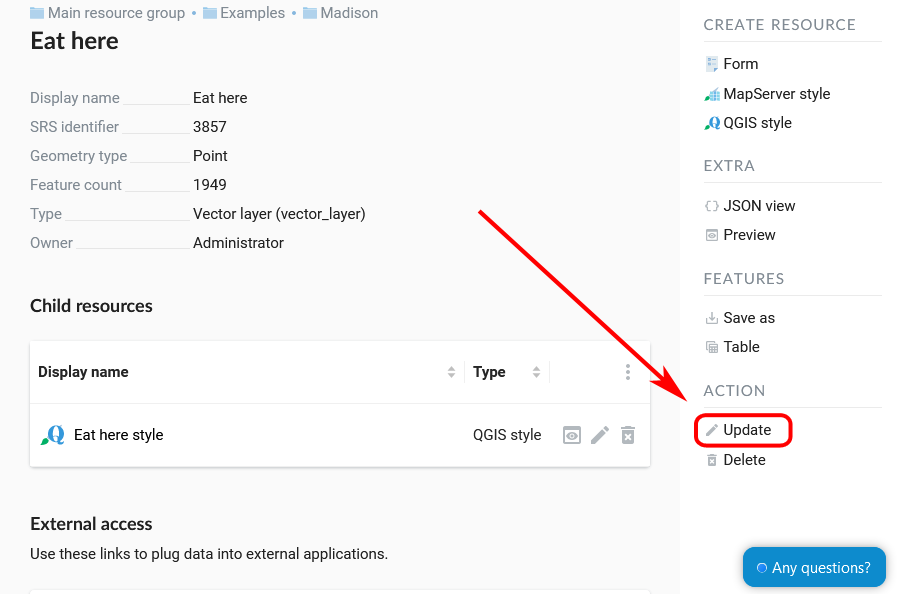 Main resource group • Examples • Madison
Eat here
Display name Eat here
SRS identifier 3857
Geometry type Point
Feature count 1949
Type Vector layer (vector_layer)
Owner Administrator
Child resources
Display name Type
Eat here style QGIS style
External access
Use these links to plug data into external applications.
CREATE RESOURCE
Form
MapServer style
QGIS style
EXTRA
JSON view
Preview
FEATURES
Save as
Table
ACTION
Update
Delete
Any questions?